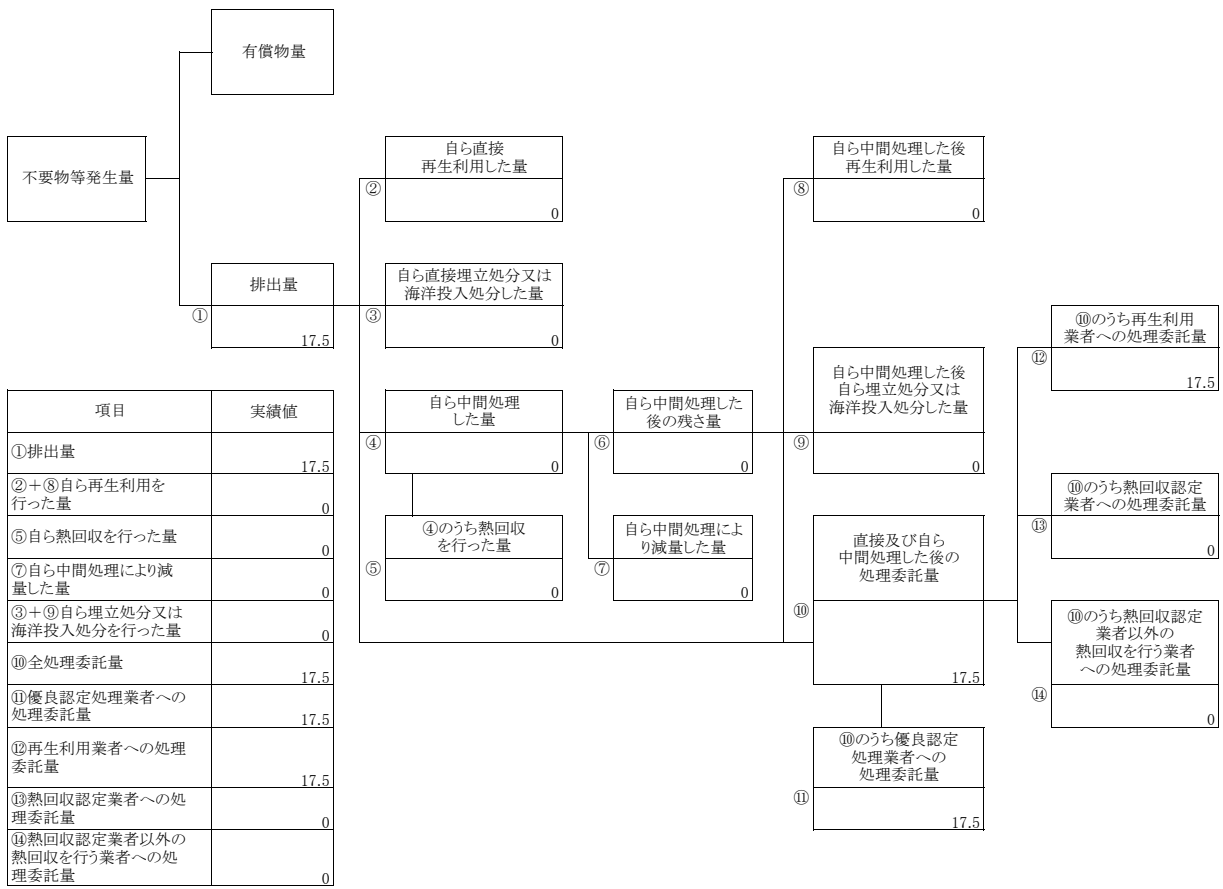 有償物量
不要物等発生量
排出量
①
17.5
自ら直接
再生利用した量
②
0
自ら直接埋立処分又は
海洋投入処分した量
③
0
自ら中間処理
した量
④
0
④のうち熱回収
を行った量
⑤
0
自ら中間処理した
後の残さ量
⑥
0
自ら中間処理によ
り減量した量
⑦
0
自ら中間処理した後
再生利用した量
⑧
0
自ら中間処理した後
自ら埋立処分又は
海洋投入処分した量
⑨
0
直接及び自ら
中間処理した後の
処理委託量
⑩
17.5
⑩のうち優良認定
処理業者への
処理委託量
⑪
17.5
⑩のうち再生利用
業者への処理委託量
⑫
17.5
⑩のうち熱回収認定
業者への処理委託量
⑬
0
⑩のうち熱回収認定
業者以外の
熱回収を行う業者
への処理委託量
⑭
0
項目 実績値
①排出量
17.5
②+⑧自ら再生利用を
行った量
0
⑤自ら熱回収を行った量
0
⑦自ら中間処理により減
量した量
0
③+⑨自ら埋立処分又は
海洋投入処分を行った量
0
⑩全処理委託量
17.5
⑪優良認定処理業者への
処理委託量
17.5
⑫再生利用業者への処理
委託量
17.5
⑬熱回収認定業者への処
理委託量
0
⑭熱回収認定業者以外の
熱回収を行う業者への処
理委託量
0